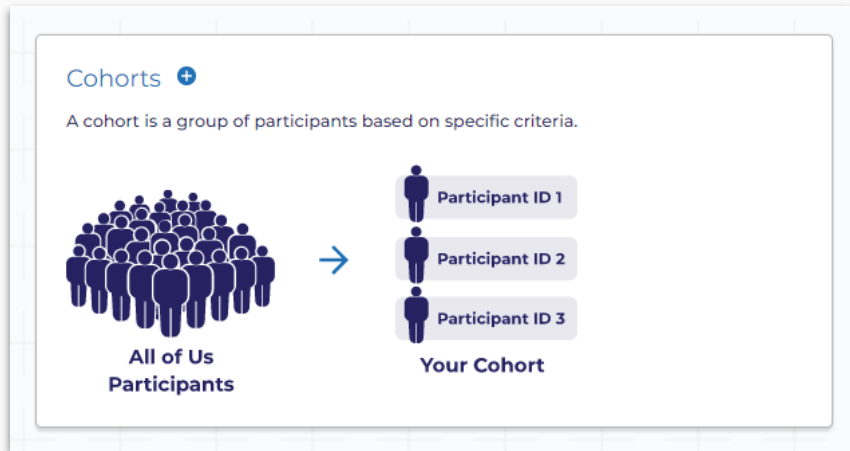 Cohorts
A cohort is a group of participants based on specific criteria.
Participant ID 1
Participant ID 2
Participant ID 3
All of Us
Participants
Your Cohort